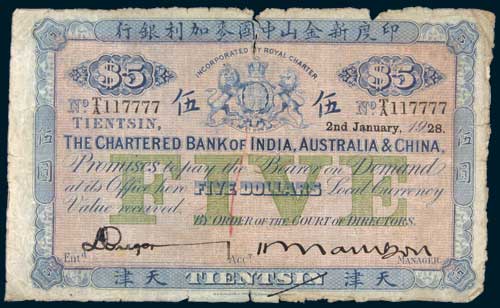 印度新金山中國麥加利銀行
INCORPORATED BY ROYAL CHARTER
$5
$5
伍
伍
No T/A 117777
No T/A 117777
TIENTSIN,
2nd January, 1928.
THE CHARTERED BANK OF INDIA, AUSTRALIA & CHINA,
Promises to pay the Bearer on Demand
at its Office here FIVE DOLLARS Local Currency
Value received.
FIVE
BY ORDER OF THE COURT OF DIRECTORS.
Entd
Acct
MANAGER
天津
TIENTSIN
天津
伍圓
伍圓